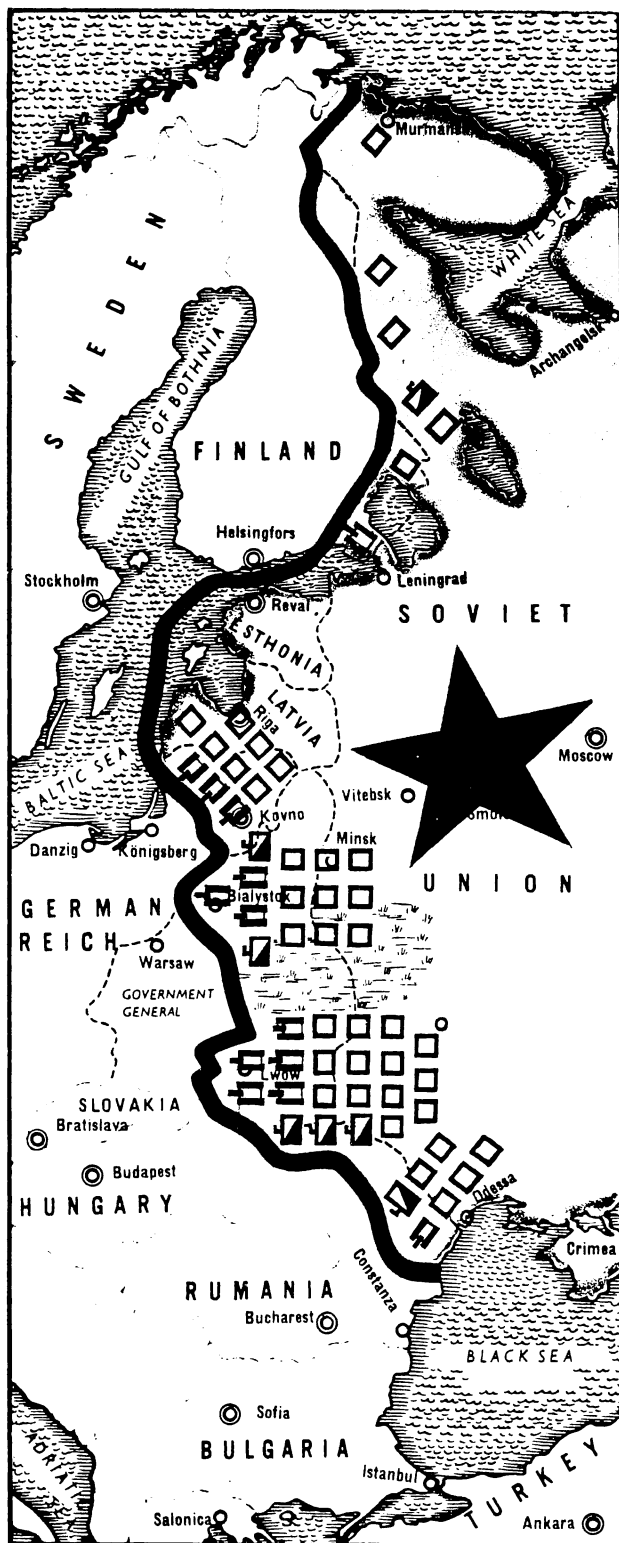 Murmansk
WHITE SEA
SWEDEN
Archangelsk
GULF OF BOTHNIA
FINLAND
Helsingfors
Stockholm
Leningrad
Reval
SOVIET
ESTHONIA
LATVIA
Riga
Moscow
BALTIC SEA
Vitebsk
Kovno
Danzig
Königsberg
Minsk
UNION
Bialystok
GERMAN
REICH
Warsaw
GOVERNMENT
GENERAL
Lwow
SLOVAKIA
Bratislava
Budapest
HUNGARY
Odessa
Crimea
Constanza
RUMANIA
Bucharest
BLACK SEA
Sofia
BULGARIA
ADRIATIC
SEA
Istanbul
TURKEY
Salonica
Ankara